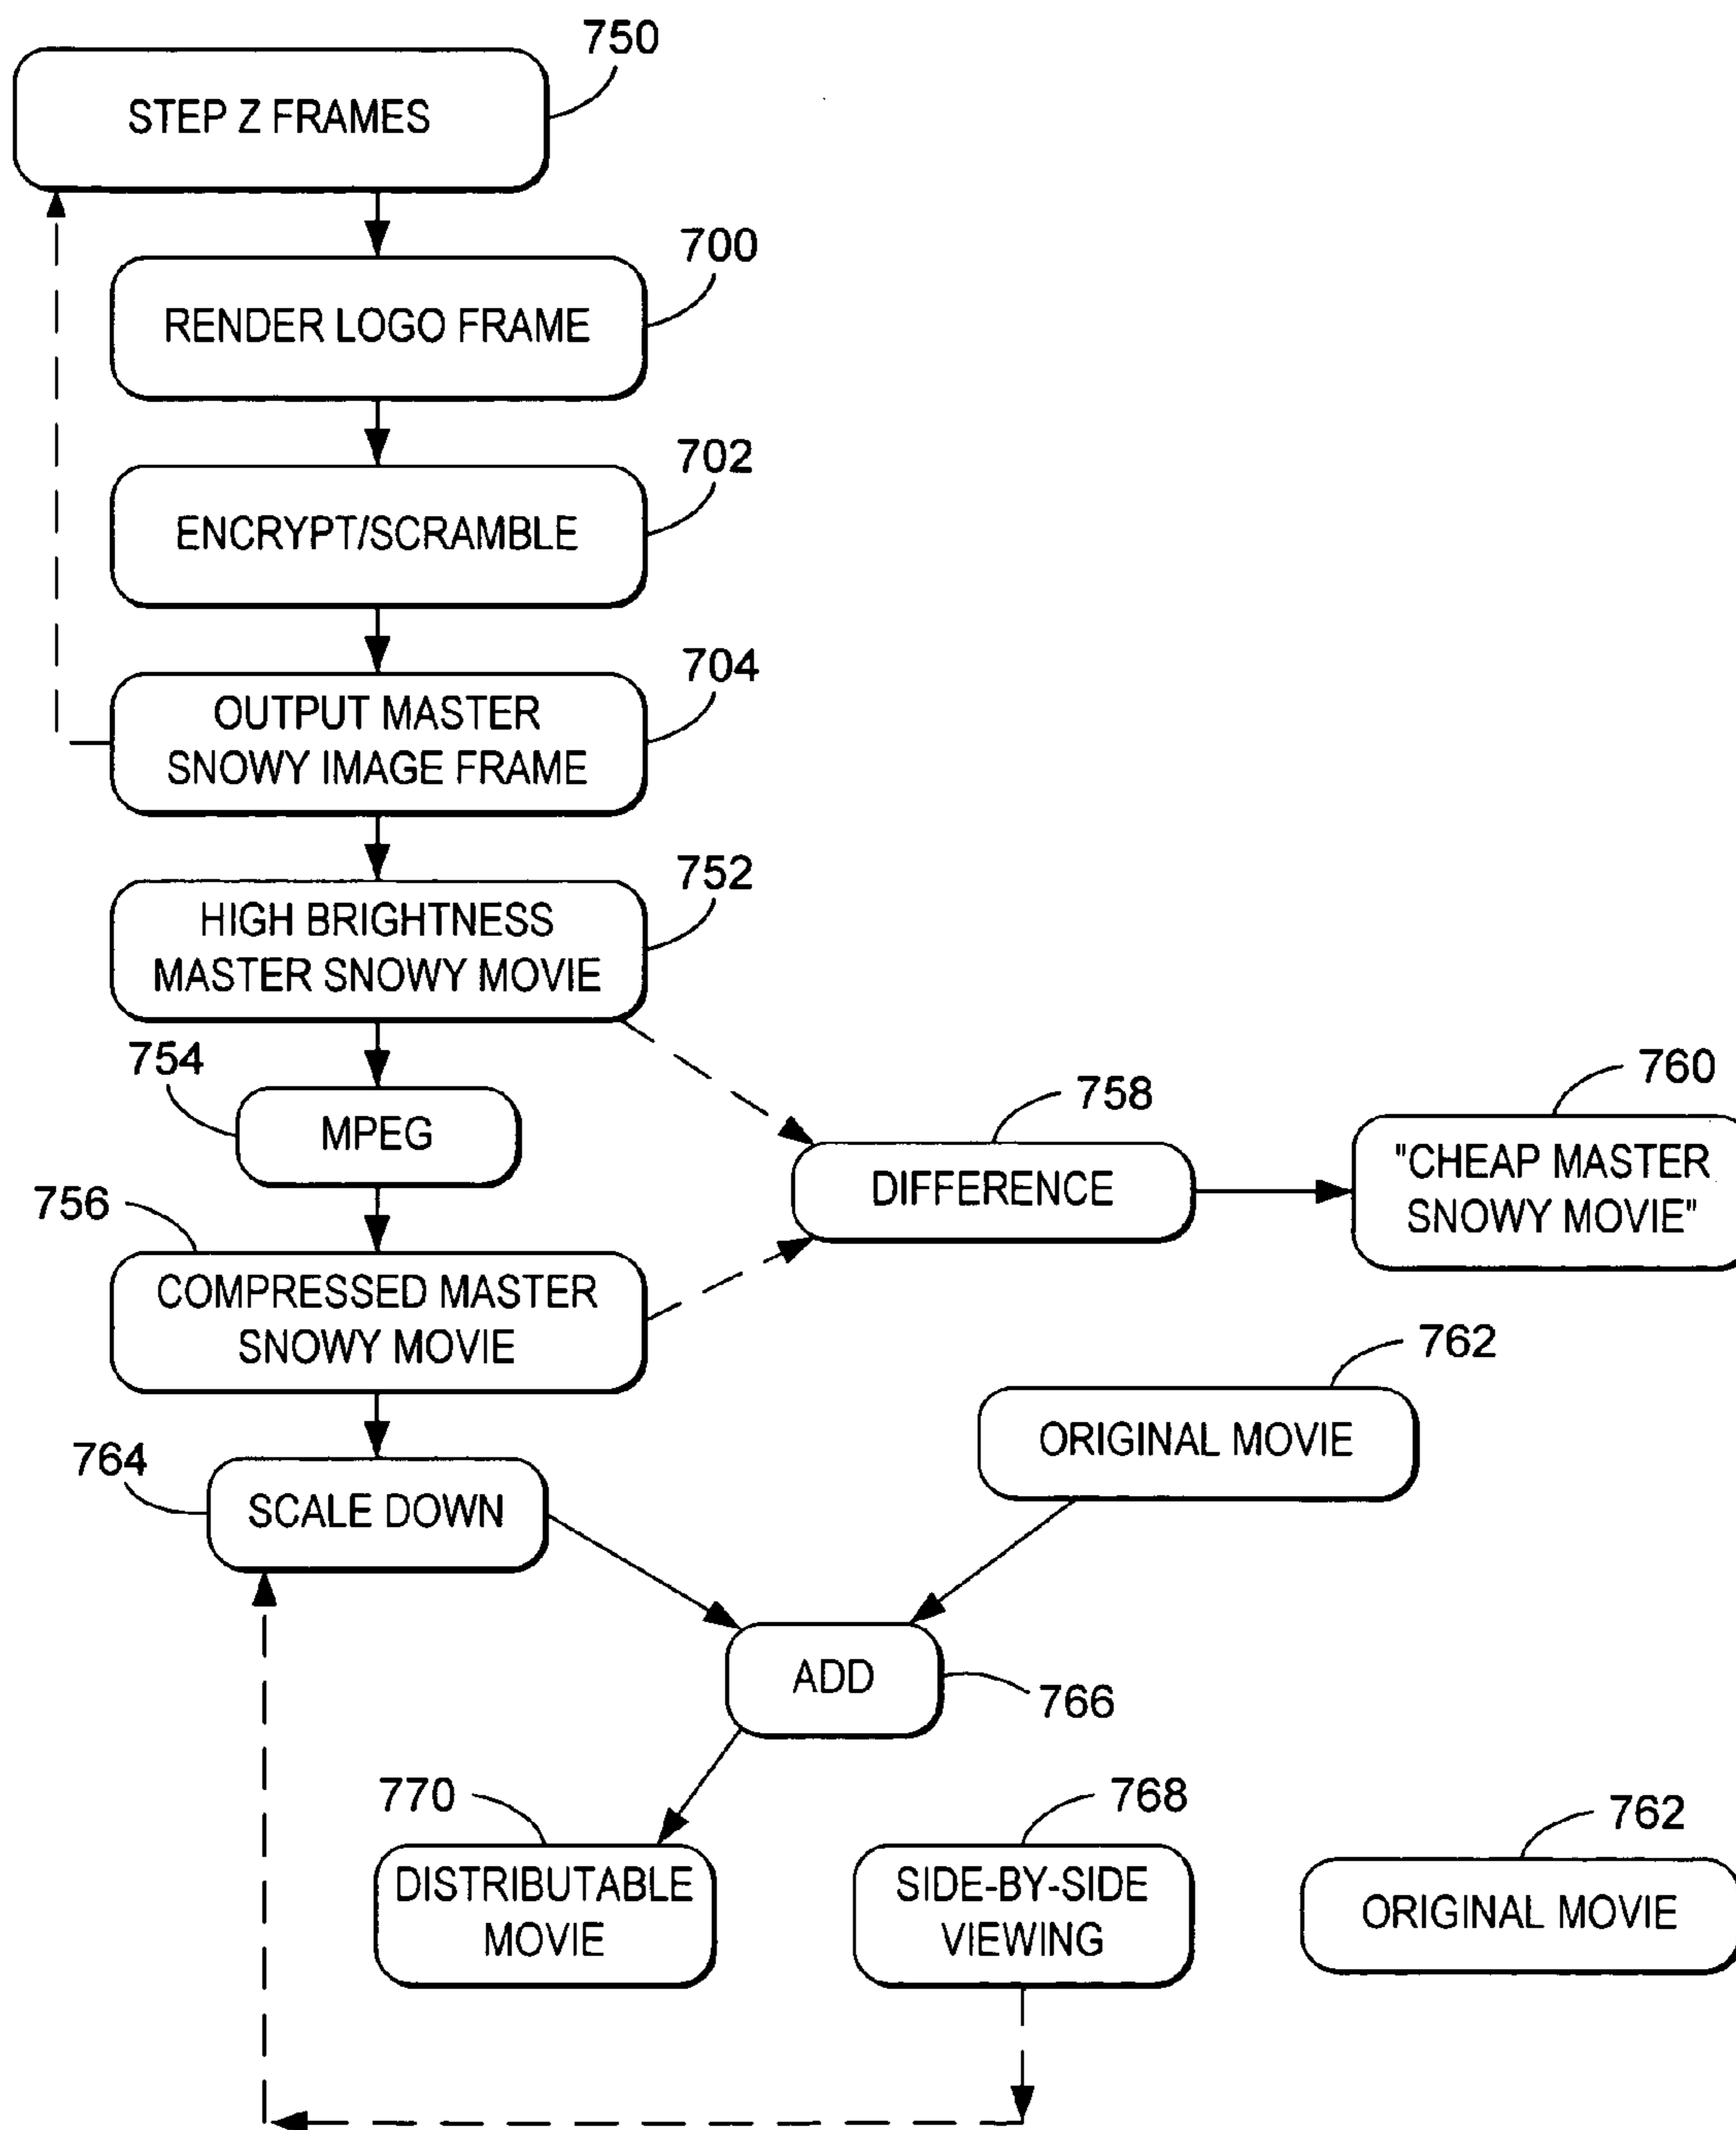 750
STEP Z FRAMES
700
RENDER LOGO FRAME
702
ENCRYPT/SCRAMBLE
704
OUTPUT MASTER
SNOWY IMAGE FRAME
752
HIGH BRIGHTNESS
MASTER SNOWY MOVIE
754
MPEG
758
DIFFERENCE
760
"CHEAP MASTER
SNOWY MOVIE"
756
COMPRESSED MASTER
SNOWY MOVIE
762
ORIGINAL MOVIE
764
SCALE DOWN
ADD
766
770
DISTRIBUTABLE
MOVIE
768
SIDE-BY-SIDE
VIEWING
762
ORIGINAL MOVIE